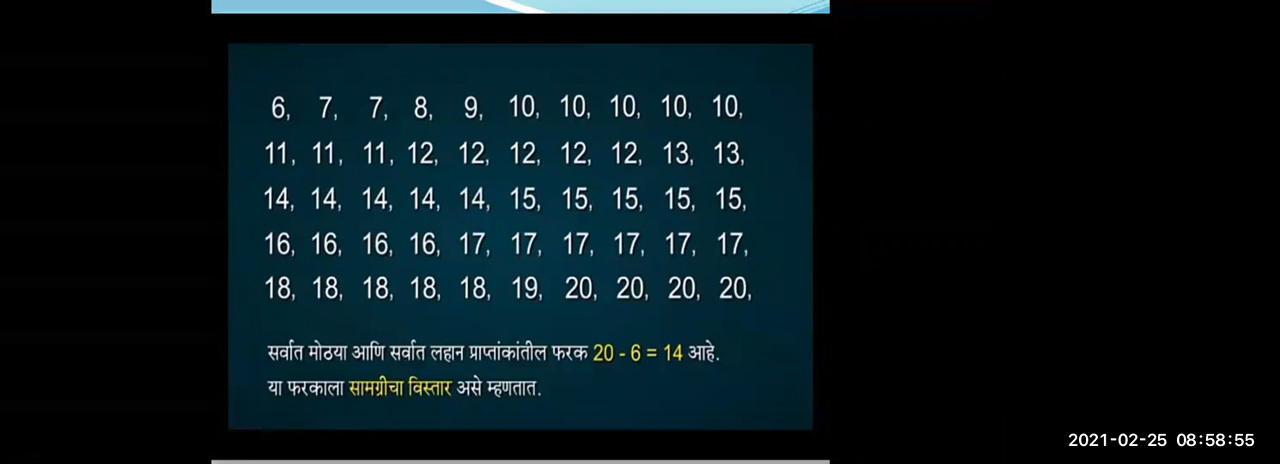 6, 7, 7, 8, 9, 10, 10, 10, 10, 10,
11, 11, 11, 12, 12, 12, 12, 12, 13, 13,
14, 14, 14, 14, 14, 15, 15, 15, 15, 15,
16, 16, 16, 16, 17, 17, 17, 17, 17, 17,
18, 18, 18, 18, 18, 19, 20, 20, 20, 20,
सर्वात मोठया आणि सर्वात लहान प्राप्तांकांतील फरक 20 - 6 = 14 आहे.
या फरकाला सामग्रीचा विस्तार असे म्हणतात.
2021-02-25 08:58:55